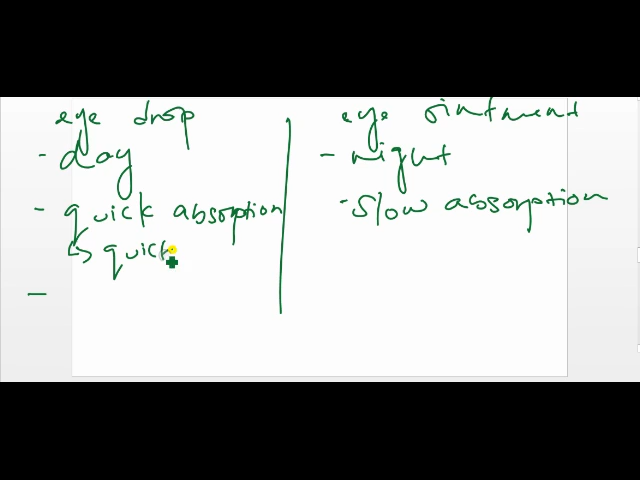 eye drop
- day
- quick absorption
↳ quick
-
eye ointment
- night
- slow absorption